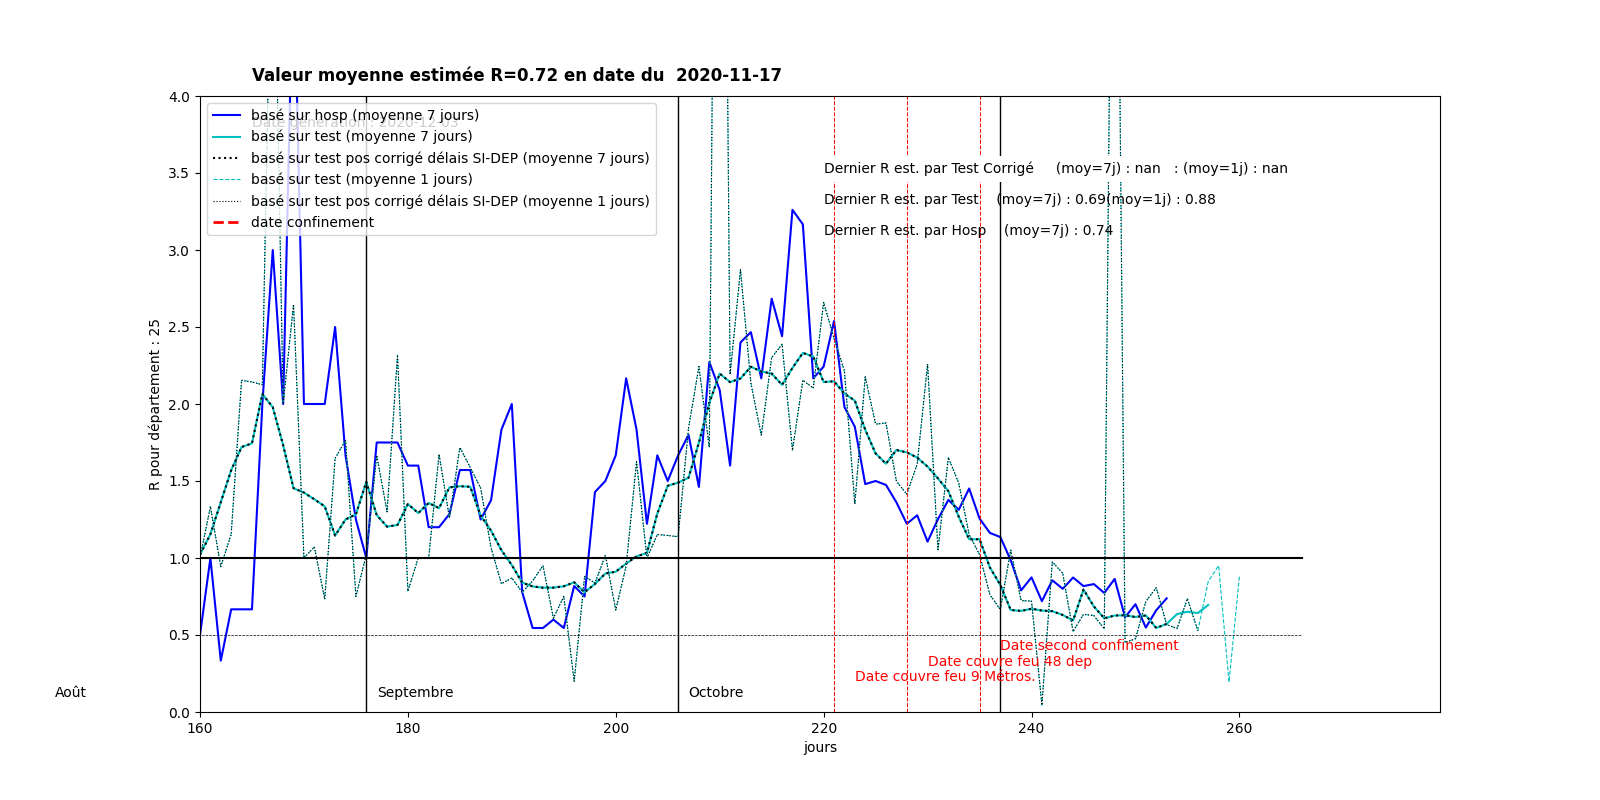 Valeur moyenne estimée R=0.72 en date du  2020-11-17
4.0
3.5
3.0
2.5
2.0
1.5
1.0
0.5
0.0
R pour département : 25
basé sur hosp (moyenne 7 jours)
Date génération : 2020-12-03
basé sur test (moyenne 7 jours)
basé sur test pos corrigé délais SI-DEP (moyenne 7 jours)
basé sur test (moyenne 1 jours)
basé sur test pos corrigé délais SI-DEP (moyenne 1 jours)
date confinement
Dernier R est. par Test Corrigé     (moy=7j) : nan   : (moy=1j) : nan
Dernier R est. par Test    (moy=7j) : 0.69(moy=1j) : 0.88
Dernier R est. par Hosp    (moy=7j) : 0.74
Date second confinement
Date couvre feu 48 dep
Date couvre feu 9 Métros.
Août
Septembre
Octobre
160 180 200 220 240 260
jours